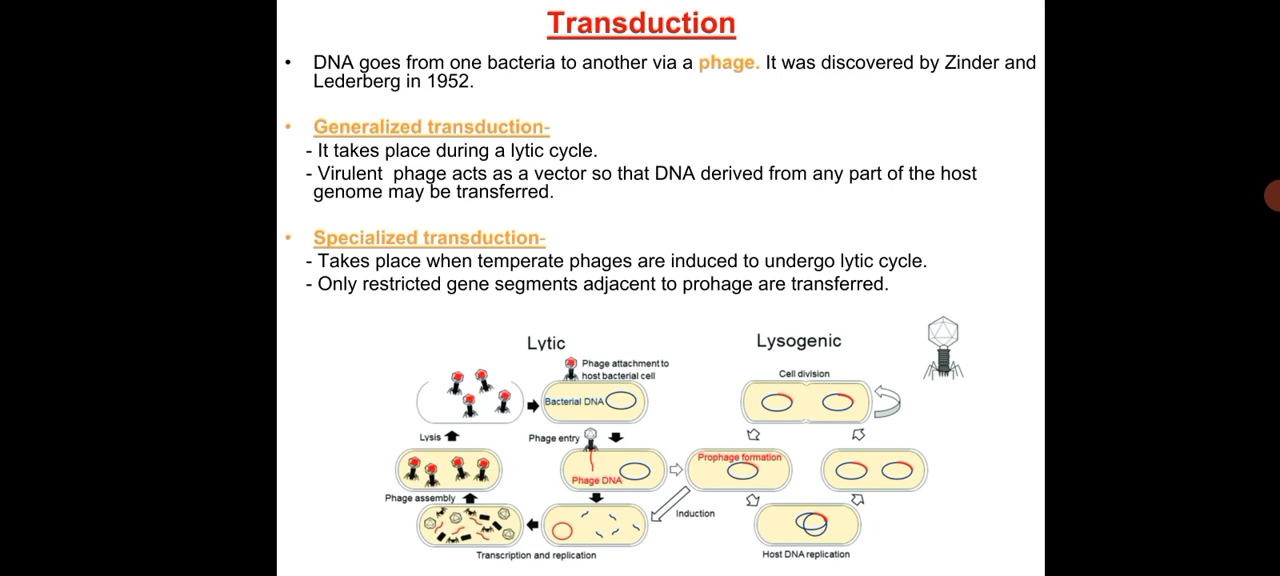 Transduction
• DNA goes from one bacteria to another via a phage. It was discovered by Zinder and
Lederberg in 1952.
• Generalized transduction-
- It takes place during a lytic cycle.
- Virulent phage acts as a vector so that DNA derived from any part of the host
genome may be transferred.
• Specialized transduction-
- Takes place when temperate phages are induced to undergo lytic cycle.
- Only restricted gene segments adjacent to prohage are transferred.
Lytic
Lysogenic
Phage attachment to
host bacterial cell
Cell division
Bacterial DNA
Lysis
Phage entry
Prophage formation
Phage DNA
Phage assembly
Induction
Transcription and replication
Host DNA replication